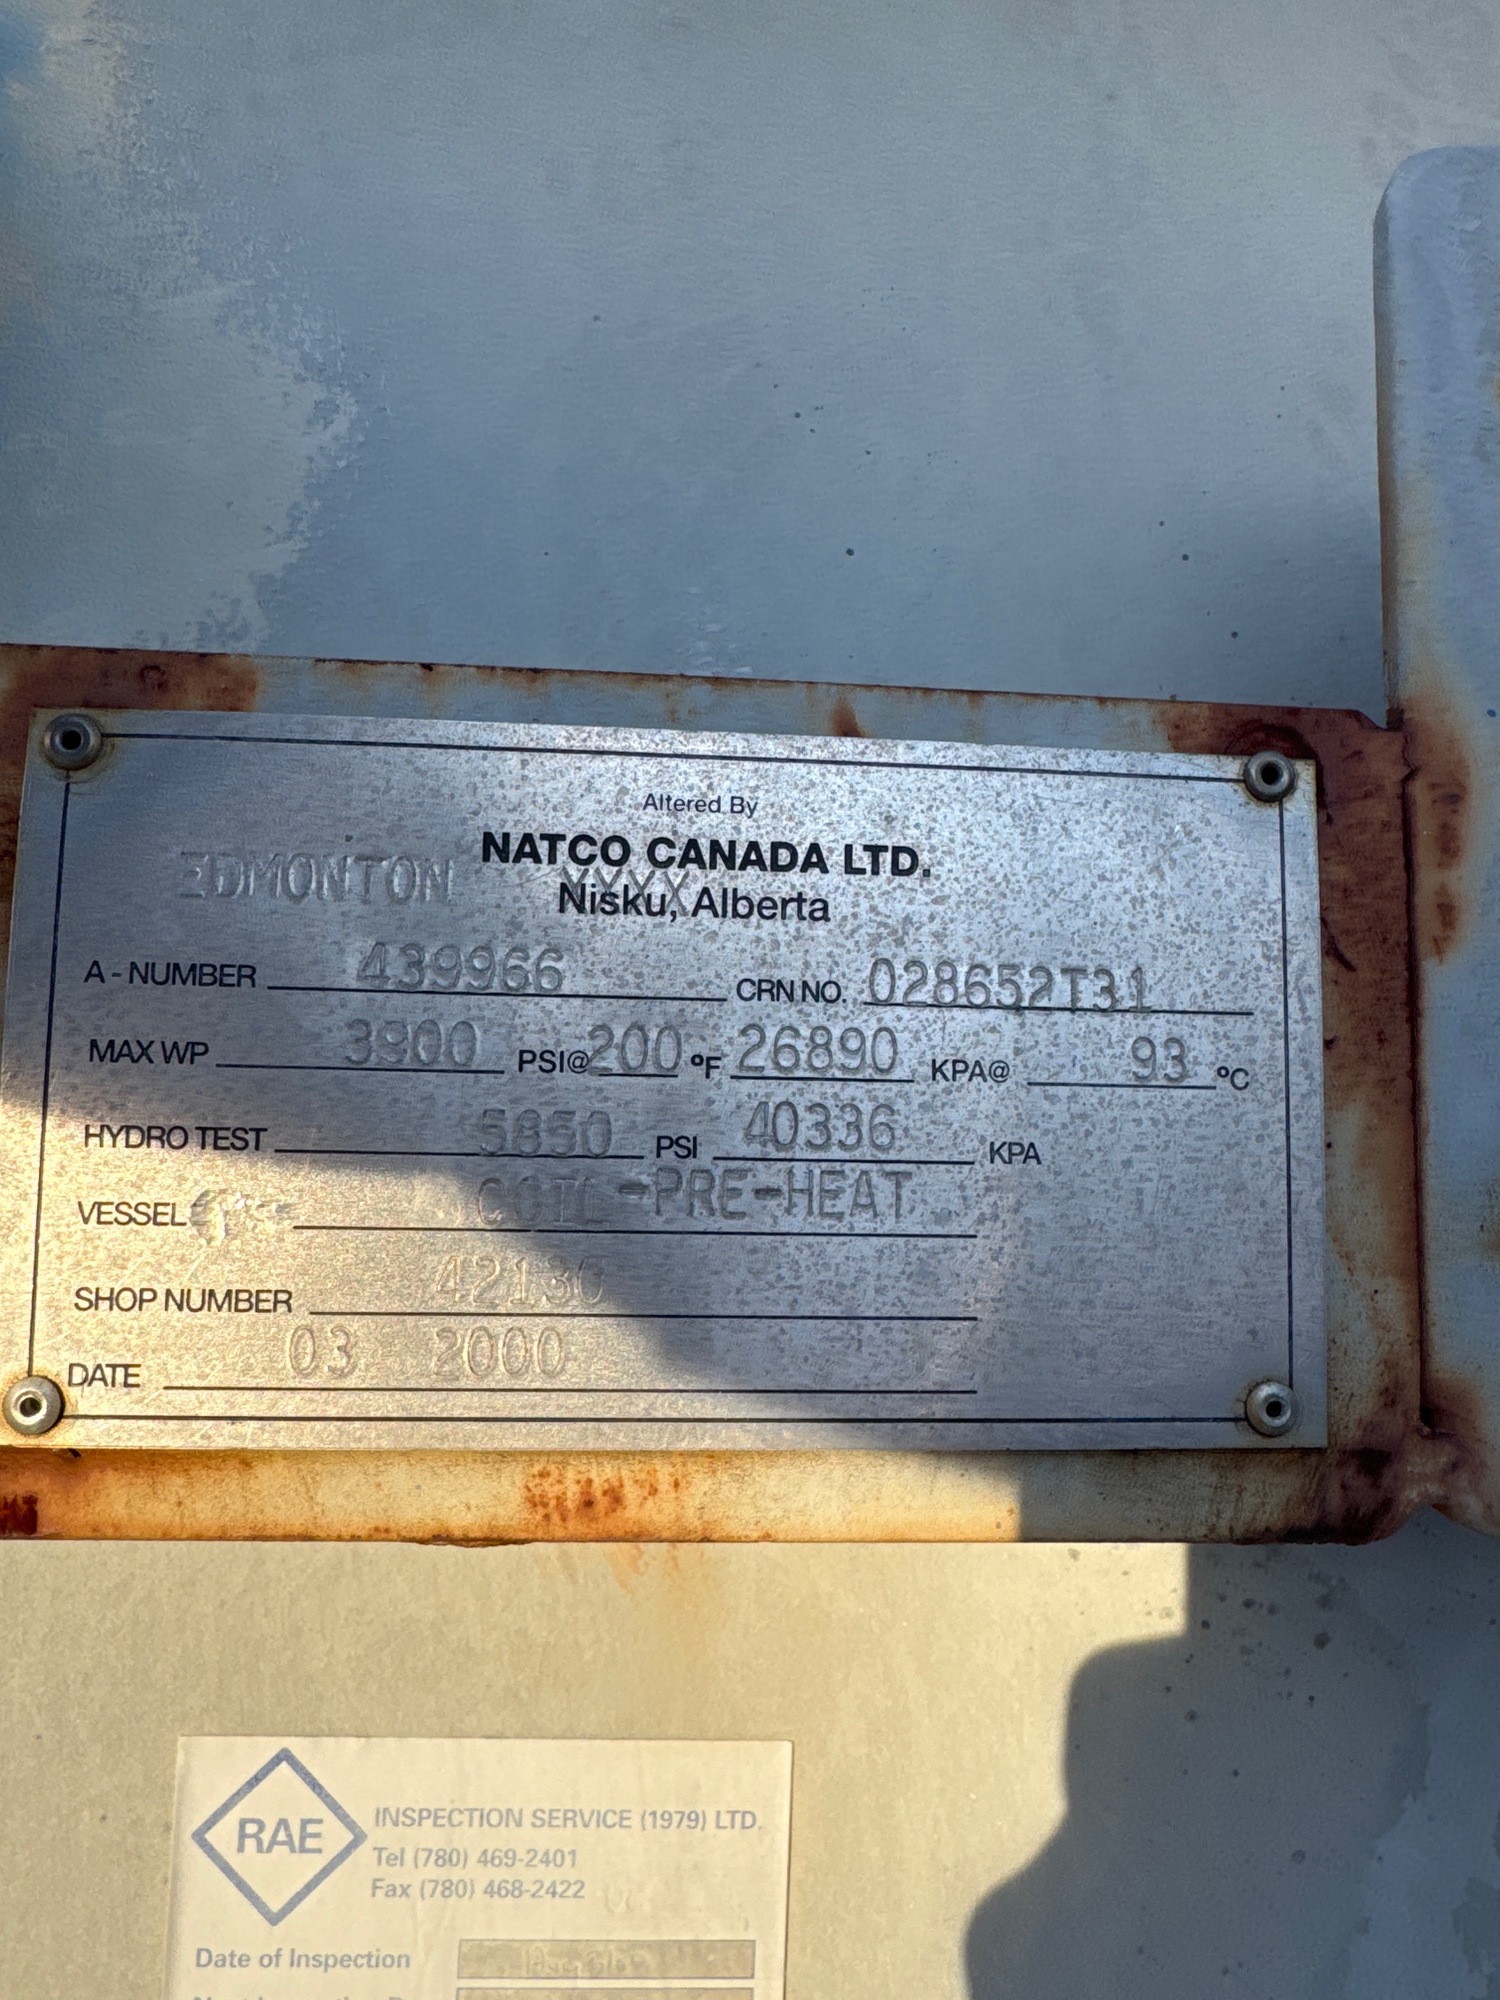 Altered By
NATCO CANADA LTD.
EDMONTON XXXX Nisku, Alberta
A - NUMBER 439966 CRN NO. 028652T31
MAX WP 3900 PSI@ 200 °F 26890 KPA@ 93 °C
HYDRO TEST 5850 PSI 40336 KPA
VESSEL COIL-PRE-HEAT
SHOP NUMBER 42130
DATE 03 2000
RAE INSPECTION SERVICE (1979) LTD.
Tel (780) 469-2401
Fax (780) 468-2422
Date of Inspection